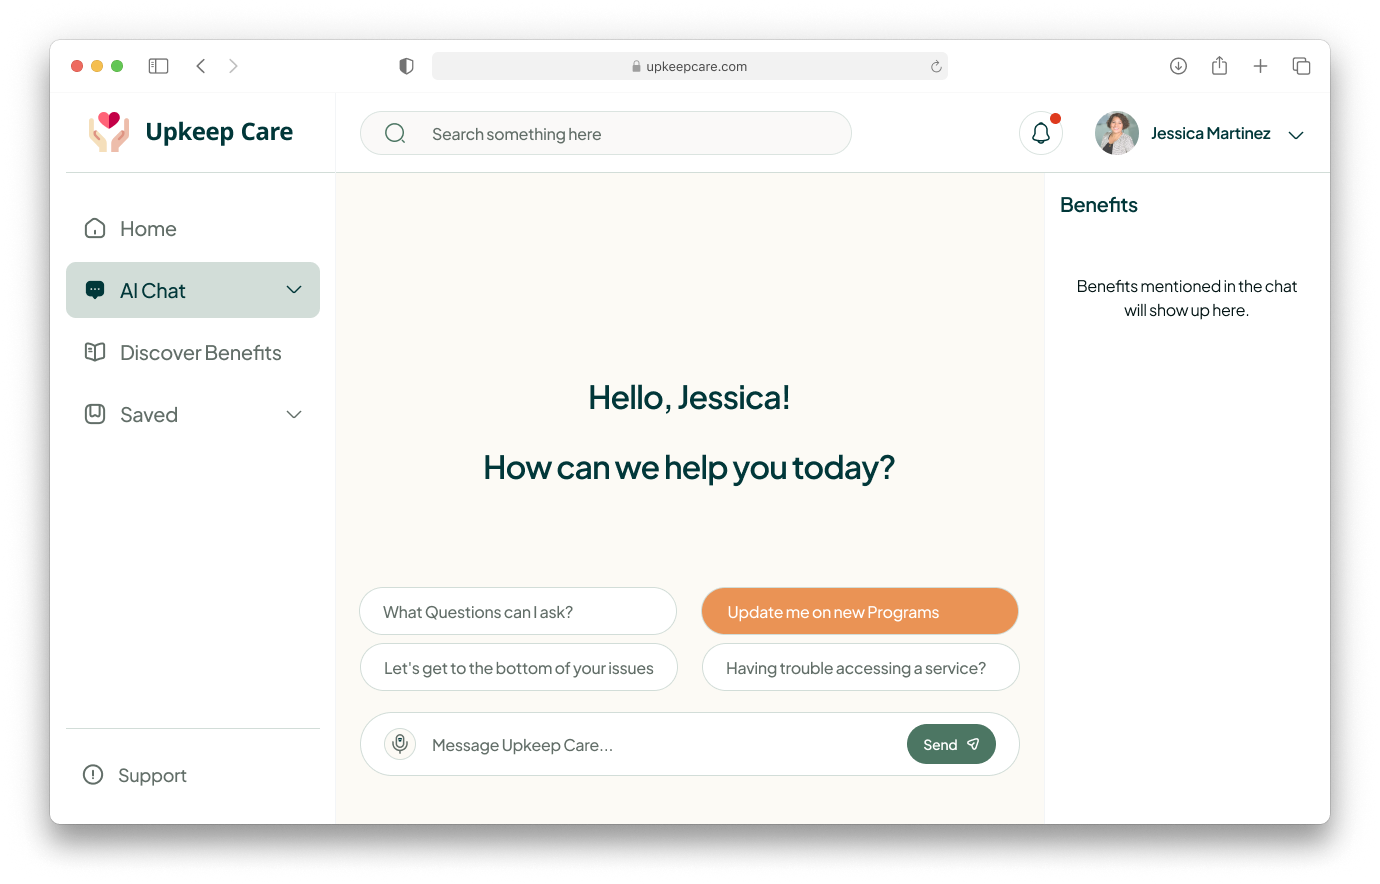 upkeepcare.com
Upkeep Care
Search something here
Jessica Martinez
Home
AI Chat
Discover Benefits
Saved
Support
Hello, Jessica!
How can we help you today?
What Questions can I ask?
Update me on new Programs
Let's get to the bottom of your issues
Having trouble accessing a service?
Message Upkeep Care...
Send
Benefits
Benefits mentioned in the chat
will show up here.